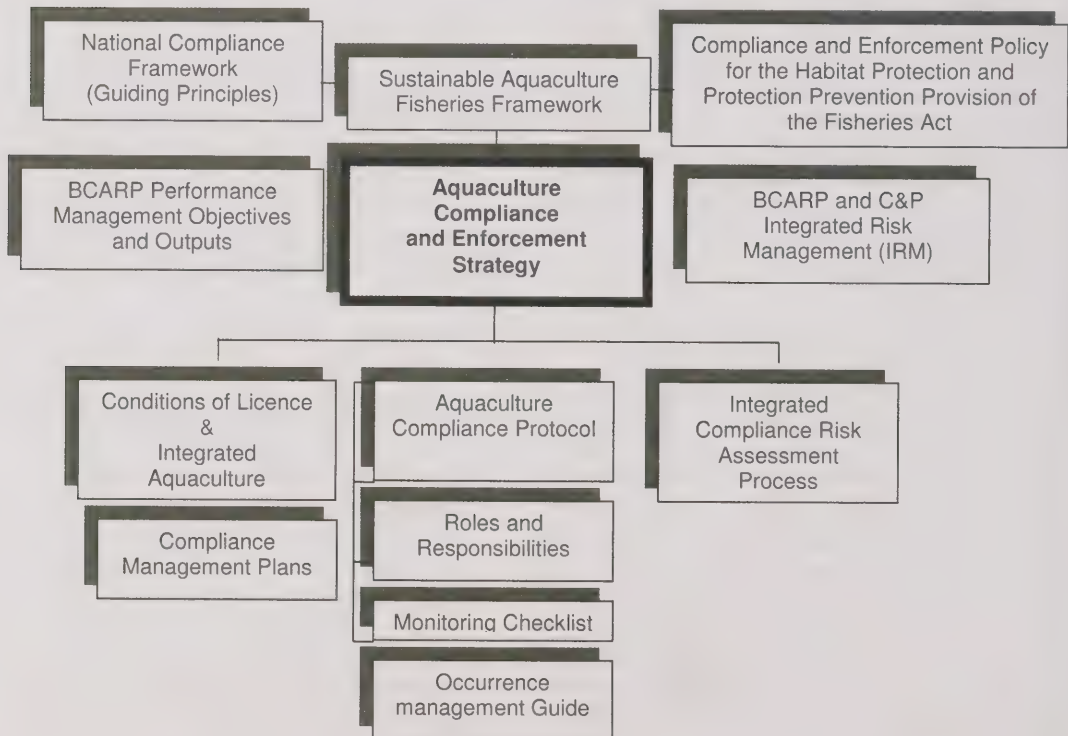 National Compliance
Framework
(Guiding Principles)
Sustainable Aquaculture
Fisheries Framework
Compliance and Enforcement Policy
for the Habitat Protection and
Protection Prevention Provision of
the Fisheries Act
BCARP Performance
Management Objectives
and Outputs
Aquaculture
Compliance
and Enforcement
Strategy
BCARP and C&P
Integrated Risk
Management (IRM)
Conditions of Licence
&
Integrated
Aquaculture
Compliance
Management Plans
Aquaculture
Compliance Protocol
Roles and
Responsibilities
Monitoring Checklist
Occurrence
management Guide
Integrated
Compliance Risk
Assessment
Process